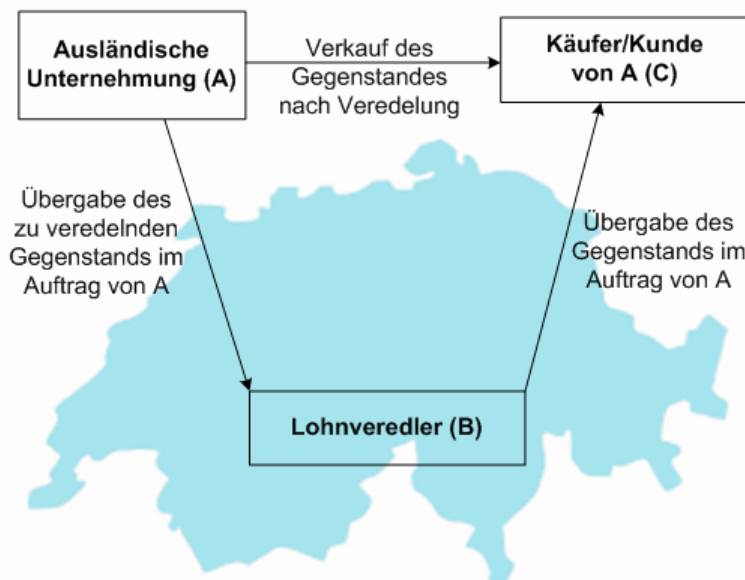 Ausländische
Unternehmung (A)
Verkauf des
Gegenstandes
nach Veredelung
Käufer/Kunde
von A (C)
Übergabe des
zu veredelnden
Gegenstands im
Auftrag von A
Übergabe des
Gegenstands im
Auftrag von A
Lohnveredler (B)